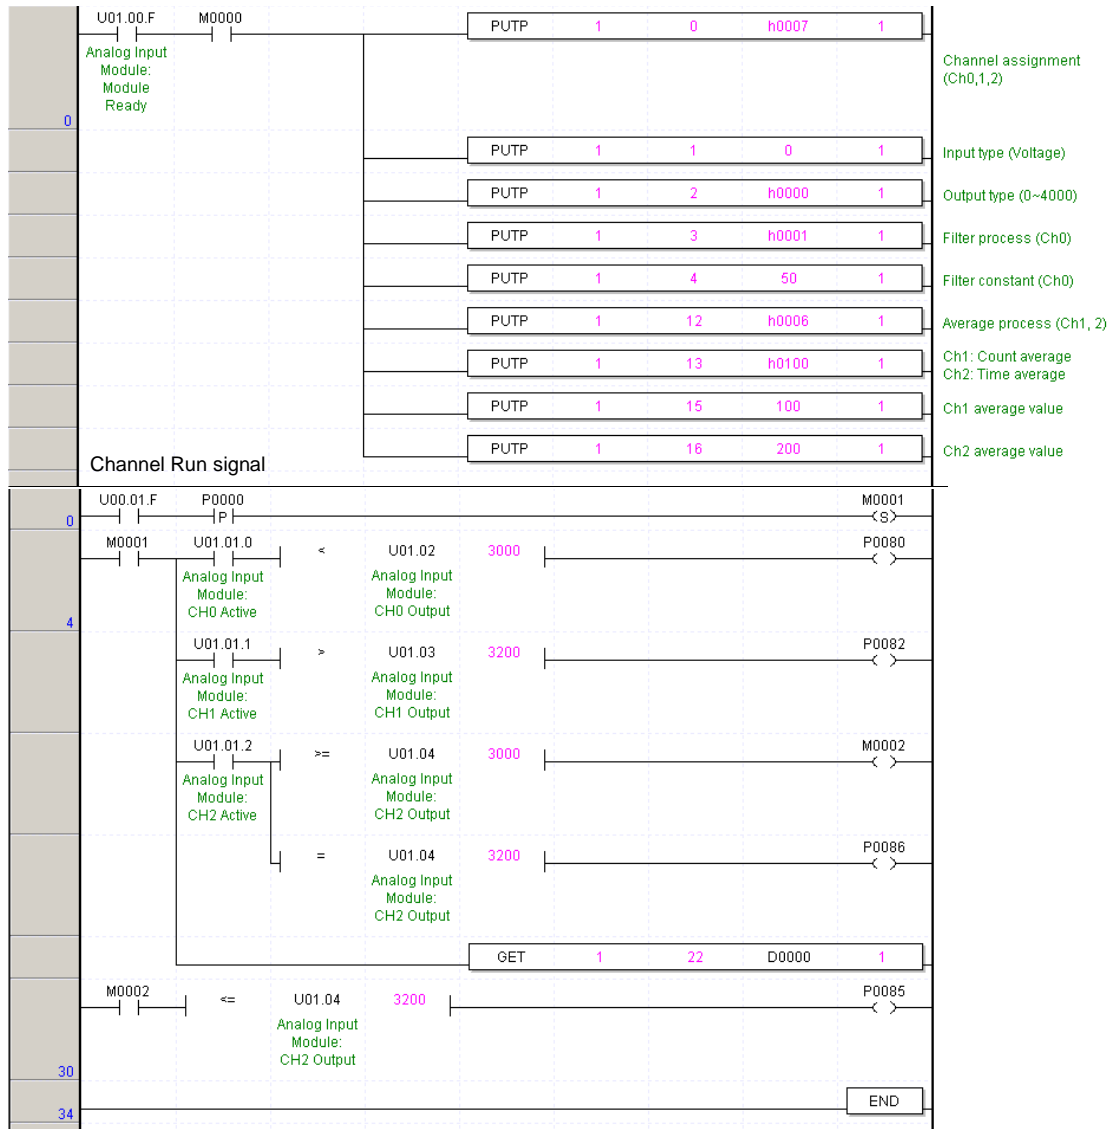 U01.00.F M0000 PUTP 1 0 h0007 1
Analog Input
Module:
Module
Ready
Channel assignment
(Ch0,1,2)
0
PUTP 1 1 0 1 Input type (Voltage)
PUTP 1 2 h0000 1 Output type (0~4000)
PUTP 1 3 h0001 1 Filter process (Ch0)
PUTP 1 4 50 1 Filter constant (Ch0)
PUTP 1 12 h0006 1 Average process (Ch1, 2)
PUTP 1 13 h0100 1 Ch1: Count average
Ch2: Time average
PUTP 1 15 100 1 Ch1 average value
PUTP 1 16 200 1 Ch2 average value
Channel Run signal
U00.01.F P0000 M0001
0 P S
M0001 U01.01.0 < U01.02 3000 P0080
Analog Input Analog Input
Module: Module:
CH0 Active CH0 Output
4
U01.01.1 > U01.03 3200 P0082
Analog Input Analog Input
Module: Module:
CH1 Active CH1 Output
U01.01.2 >= U01.04 3000 M0002
Analog Input Analog Input
Module: Module:
CH2 Active CH2 Output
= U01.04 3200 P0086
Analog Input
Module:
CH2 Output
GET 1 22 D0000 1
M0002 <= U01.04 3200 P0085
Analog Input
Module:
CH2 Output
30
END
34